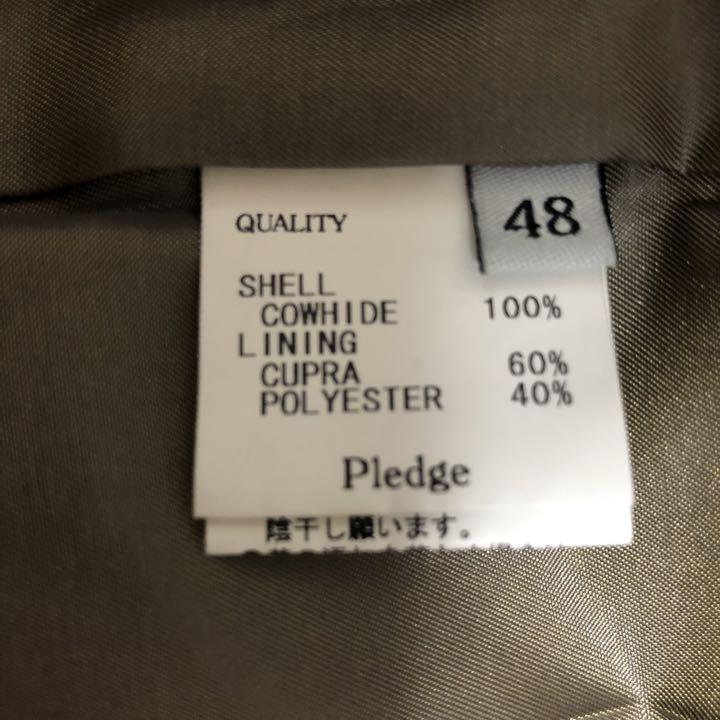 QUALITY
48
SHELL
COWHIDE 100%
LINING
CUPRA 60%
POLYESTER 40%
Pledge
陰干し願います。